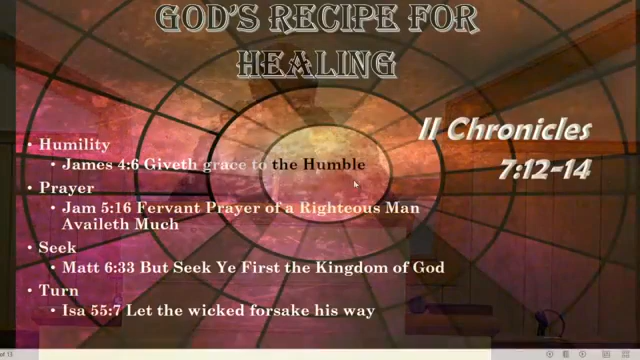 GOD'S RECIPE FOR
HEALING
II Chronicles
7:12-14
• Humility
• James 4:6 Giveth grace to the Humble
• Prayer
• Jam 5:16 Fervant Prayer of a Righteous Man
Availeth Much
• Seek
• Matt 6:33 But Seek Ye First the Kingdom of God
• Turn
• Isa 55:7 Let the wicked forsake his way
of 13